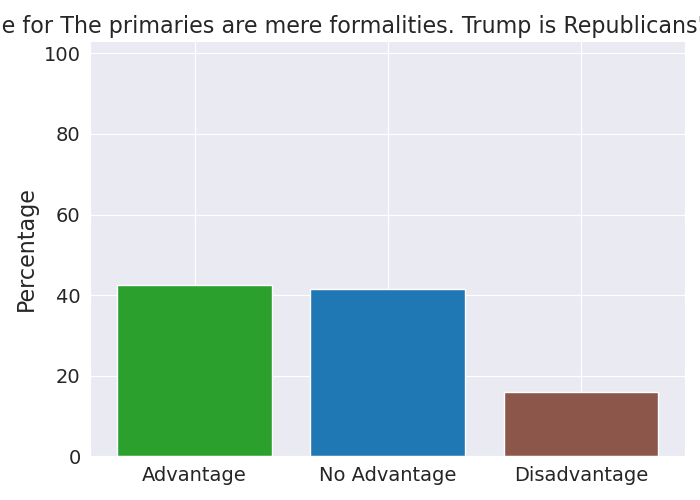 e for The primaries are mere formalities. Trump is Republicans'
100
80
60
40
20
0
Percentage
Advantage No Advantage Disadvantage